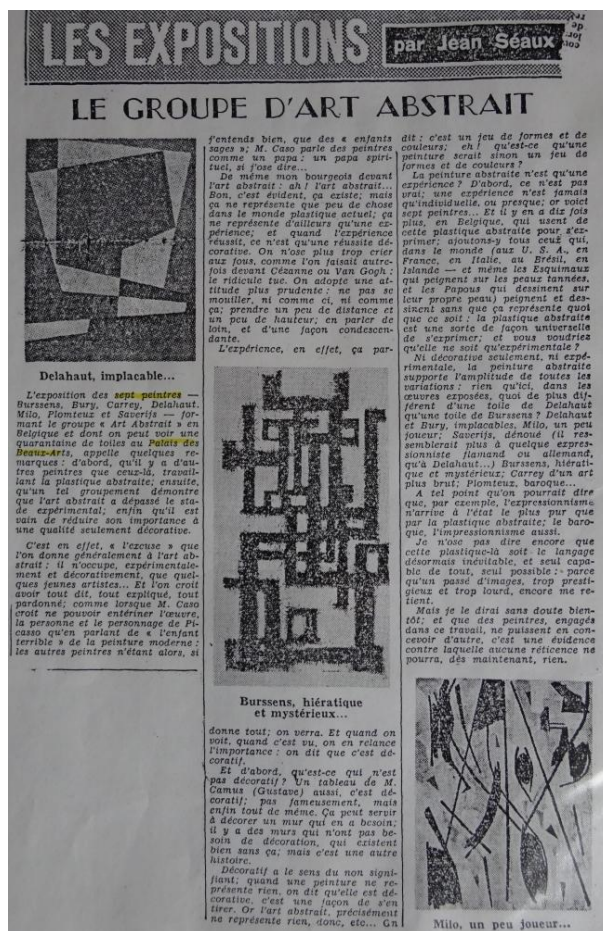 LES EXPOSITIONS
par Jean Séaux
LE GROUPE D'ART ABSTRAIT
Delahaut, implacable...
L'exposition des sept peintres —
Burssens, Bury, Carrey, Delahaut,
Milo, Plomteux et Saverijs — for-
mant le groupe « Art Abstrait » en
Belgique et dont on peut voir une
quarantaine de toiles au Palais des
Beaux-Arts, appelle quelques re-
marques : d'abord, qu'il y a d'au-
tres peintres que ceux-là, travail-
lant la plastique abstraite; ensuite,
qu'un tel groupement démontre
que l'art abstrait a dépassé le sta-
de expérimental; enfin qu'il est
vain de réduire son importance à
une qualité seulement décorative.
C'est en effet, « l'excuse » que
l'on donne généralement à l'art ab-
strait : il n'occupe, expérimentale-
ment et décorativement, que quel-
ques jeunes artistes... Et l'on croit
avoir tout dit, tout expliqué, tout
pardonné; comme lorsque M. Caso
croit ne pouvoir entériner l'œuvre,
la personne et le personnage de Pi-
casso qu'en parlant de « l'enfant
terrible » de la peinture moderne :
les autres peintres n'étant alors, si
j'entends bien, que des « enfants
sages »; M. Caso parle des peintres
comme un papa : un papa spiri-
tuel, si j'ose dire...
De même mon bourgeois devant
l'art abstrait : ah ! l'art abstrait...
Bon, c'est évident, ça existe; mais
ça ne représente que peu de chose
dans le monde plastique actuel; ça
ne représente d'ailleurs qu'une ex-
périence; et quand l'expérience
réussit, ce n'est qu'une réussite dé-
corative. On n'ose plus trop crier
aux fous, comme l'on faisait autre-
fois devant Cézanne ou Van Gogh :
le ridicule tue. On adopte une at-
titude plus prudente : ne pas se
mouiller, ni comme ci, ni comme
ça; prendre un peu de distance et
un peu de hauteur; en parler de
loin, et d'une façon condescen-
dante.
L'expérience, en effet, ça par-
Burssens, hiératique
et mystérieux...
donne tout; on verra. Et quand on
voit, quand c'est vu, on en relance
l'importance : on dit que c'est dé-
coratif.
Et d'abord, qu'est-ce qui n'est
pas décoratif ? Un tableau de M.
Camus (Gustave) aussi, c'est dé-
coratif; pas fameusement, mais
enfin tout de même. Ça peut servir
à décorer un mur qui en a besoin;
il y a des murs qui n'ont pas be-
soin de décoration, qui existent
bien sans ça; mais c'est une autre
histoire.
Décoratif a le sens du non signi-
fiant; quand une peinture ne re-
présente rien, on dit qu'elle est dé-
corative, c'est une façon de s'en
tirer. Or l'art abstrait, précisément
ne représente rien, donc, etc... On
dit : c'est un jeu de formes et de
couleurs; eh ! qu'est-ce qu'une
peinture serait sinon un jeu de
formes et de couleurs ?
La peinture abstraite n'est qu'une
expérience ? D'abord, ce n'est pas
vrai; une expérience n'est jamais
qu'individuelle, ou presque; or voici
sept peintres... Et il y en a dix fois
plus, en Belgique, qui usent de
cette plastique abstraite pour s'ex-
primer; ajoutons-y tous ceux qui,
dans le monde (aux U. S. A., en
France, en Italie, au Brésil, en
Islande — et même les Esquimaux
qui peignent sur les peaux tannées,
et les Papous qui dessinent sur
leur propre peau) peignent et des-
sinent sans que ça représente quoi
que ce soit : la plastique abstraite
est une sorte de façon universelle
de s'exprimer; et vous voudriez
qu'elle ne soit qu'expérimentale ?
Ni décorative seulement, ni expé-
rimentale, la peinture abstraite
supporte l'amplitude de toutes les
variations : rien qu'ici, dans les
œuvres exposées, quoi de plus dif-
férent d'une toile de Delahaut
qu'une toile de Burssens ? Delahaut
et Bury, implacables, Milo, un peu
joueur; Saverijs, dénoué (il res-
semblerait plus à quelque expres-
sionniste flamand ou allemand,
qu'à Delahaut...) Burssens, hiérati-
que et mystérieux; Carrey d'un art
plus brut; Plomteux, baroque...
A tel point qu'on pourrait dire
que, par exemple, l'expressionnisme
n'arrive à l'état le plus pur que
par la plastique abstraite; le baro-
que, l'impressionnisme aussi.
Je n'ose pas dire encore que
cette plastique-là soit le langage
désormais inévitable, et seul capa-
ble de tout, seul possible : parce
qu'un passé d'images, trop presti-
gieux et trop lourd, encore me re-
tient.
Mais je le dirai sans doute bien-
tôt; et que des peintres, engagés
dans ce travail, ne puissent en con-
cevoir d'autre, c'est une évidence
contre laquelle aucune réticence ne
pourra, dès maintenant, rien.
Milo, un peu joueur...